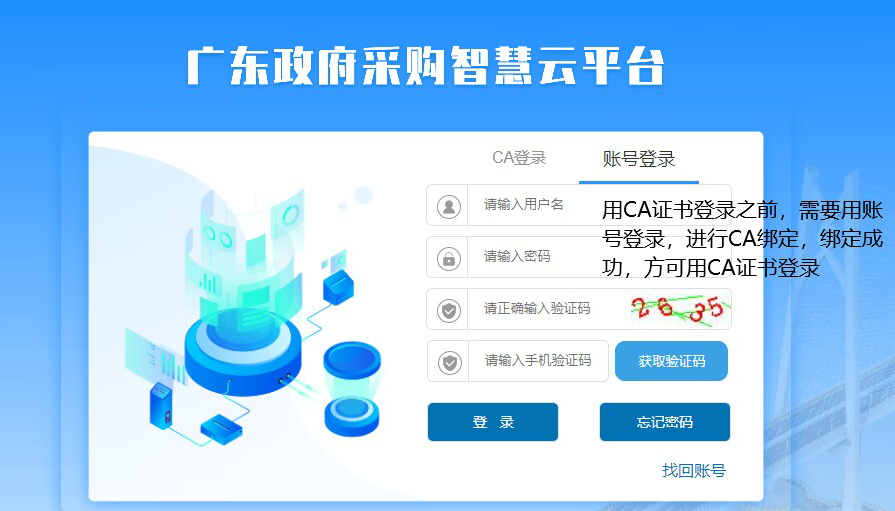 广东政府采购智慧云平台
CA登录 账号登录
请输入用户名
用CA证书登录之前，需要用账
号登录，进行CA绑定，绑定成
功，方可用CA证书登录
请输入密码
请正确输入验证码 2635
请输入手机验证码 获取验证码
登 录 忘记密码
找回账号